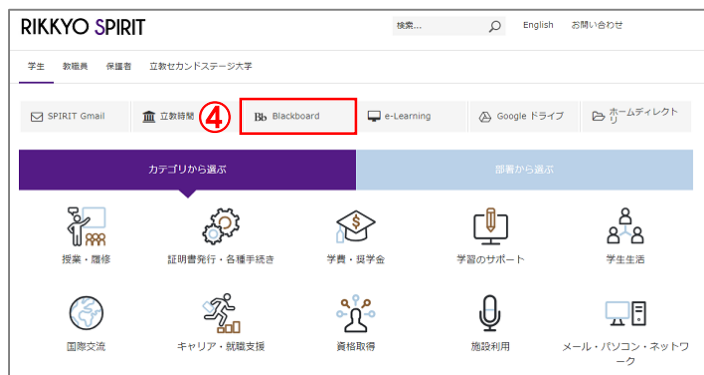 RIKKYO SPIRIT
検索...
English
お問い合わせ
学生 教職員 保護者 立教セカンドステージ大学
SPIRIT Gmail
立教時間
④
Bb Blackboard
e-Learning
Google ドライブ
ホームディレクト
リ
カテゴリから選ぶ
部署から選ぶ
授業・履修
証明書発行・各種手続き
学費・奨学金
学習のサポート
学生生活
国際交流
キャリア・就職支援
資格取得
施設利用
メール・パソコン・ネットワ
ーク